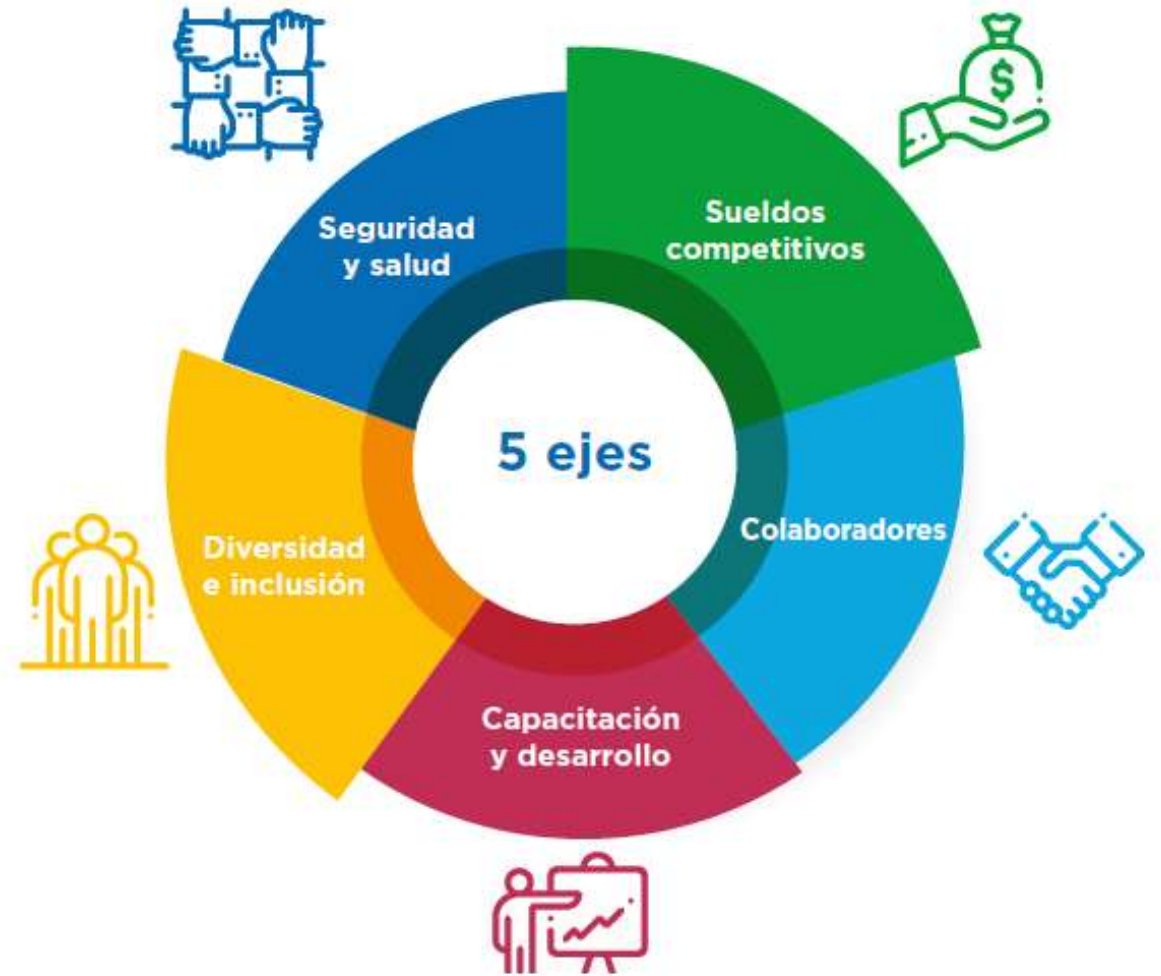 Sueldos
competitivos
Seguridad
y salud
5 ejes
Colaboradores
Diversidad
e inclusión
Capacitación
y desarrollo
$